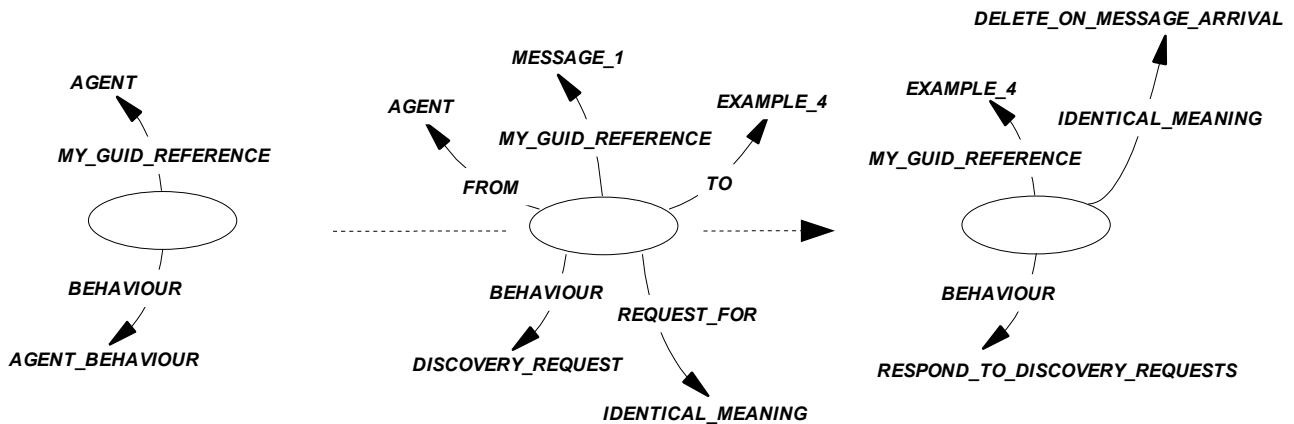 AGENT
MY_GUID_REFERENCE
BEHAVIOUR
AGENT_BEHAVIOUR
MESSAGE_1
AGENT
EXAMPLE_4
MY_GUID_REFERENCE
FROM
TO
BEHAVIOUR
REQUEST_FOR
DISCOVERY_REQUEST
IDENTICAL_MEANING
DELETE_ON_MESSAGE_ARRIVAL
EXAMPLE_4
IDENTICAL_MEANING
MY_GUID_REFERENCE
BEHAVIOUR
RESPOND_TO_DISCOVERY_REQUESTS